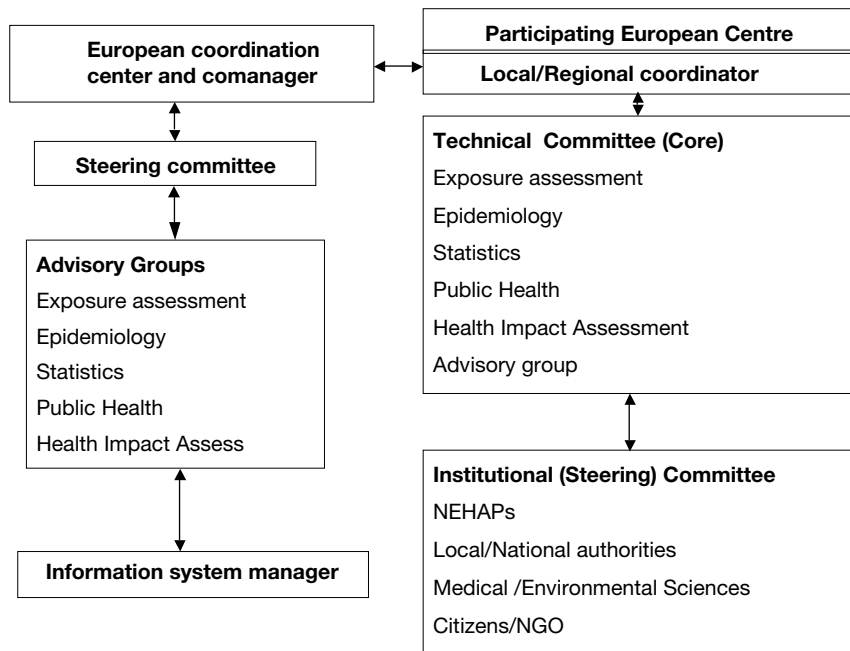 European coordination
center and comanager
Steering committee
Advisory Groups
Exposure assessment
Epidemiology
Statistics
Public Health
Health Impact Assess
Information system manager
Participating European Centre
Local/Regional coordinator
Technical Committee (Core)
Exposure assessment
Epidemiology
Statistics
Public Health
Health Impact Assessment
Advisory group
Institutional (Steering) Committee
NEHAPs
Local/National authorities
Medical /Environmental Sciences
Citizens/NGO